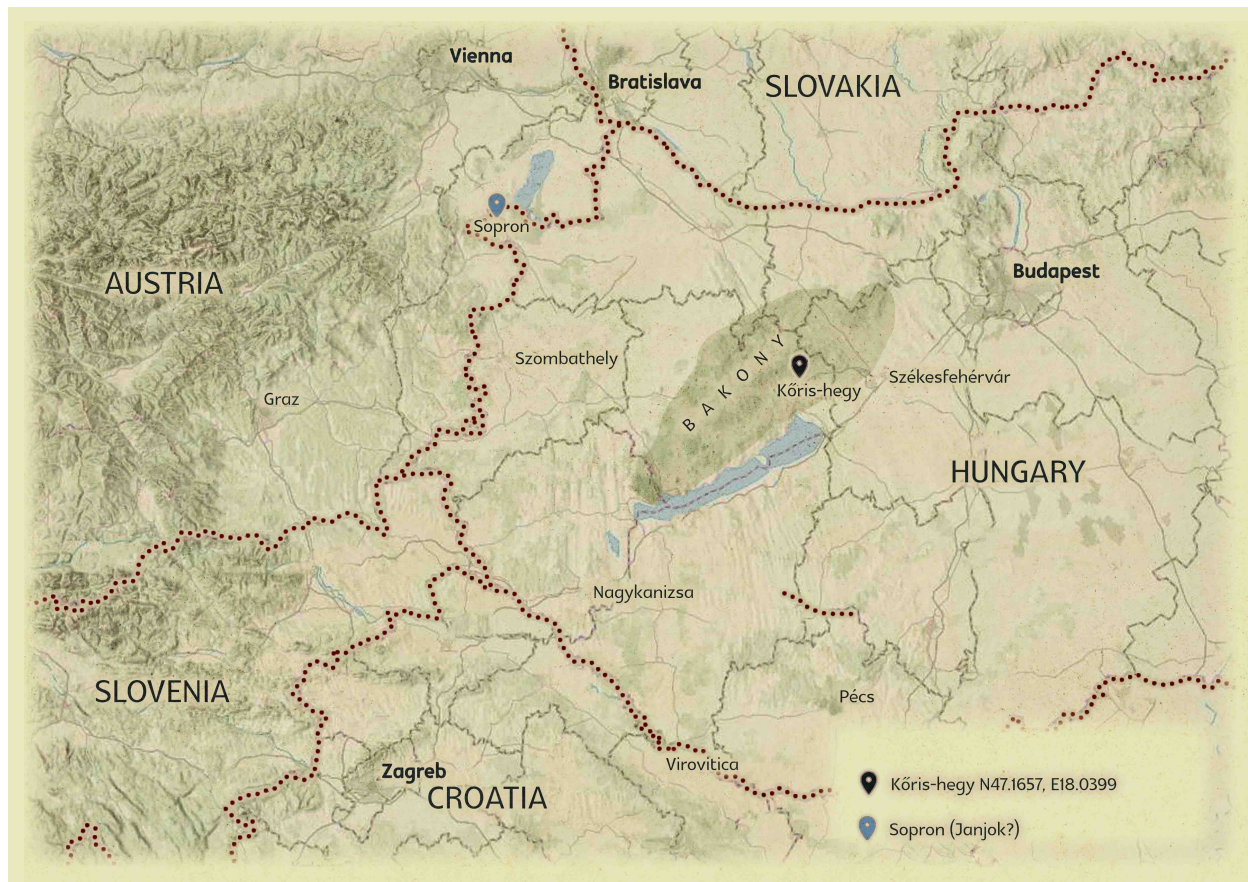 Vienna
Bratislava
SLOVAKIA
Sopron
AUSTRIA
Budapest
Szombathely
BAKONY
Kőris-hegy
Székesfehérvár
Graz
HUNGARY
Nagykanizsa
SLOVENIA
Pécs
Virovitica
Zagreb
CROATIA
Kőris-hegy N47.1657, E18.0399
Sopron (Janjok?)